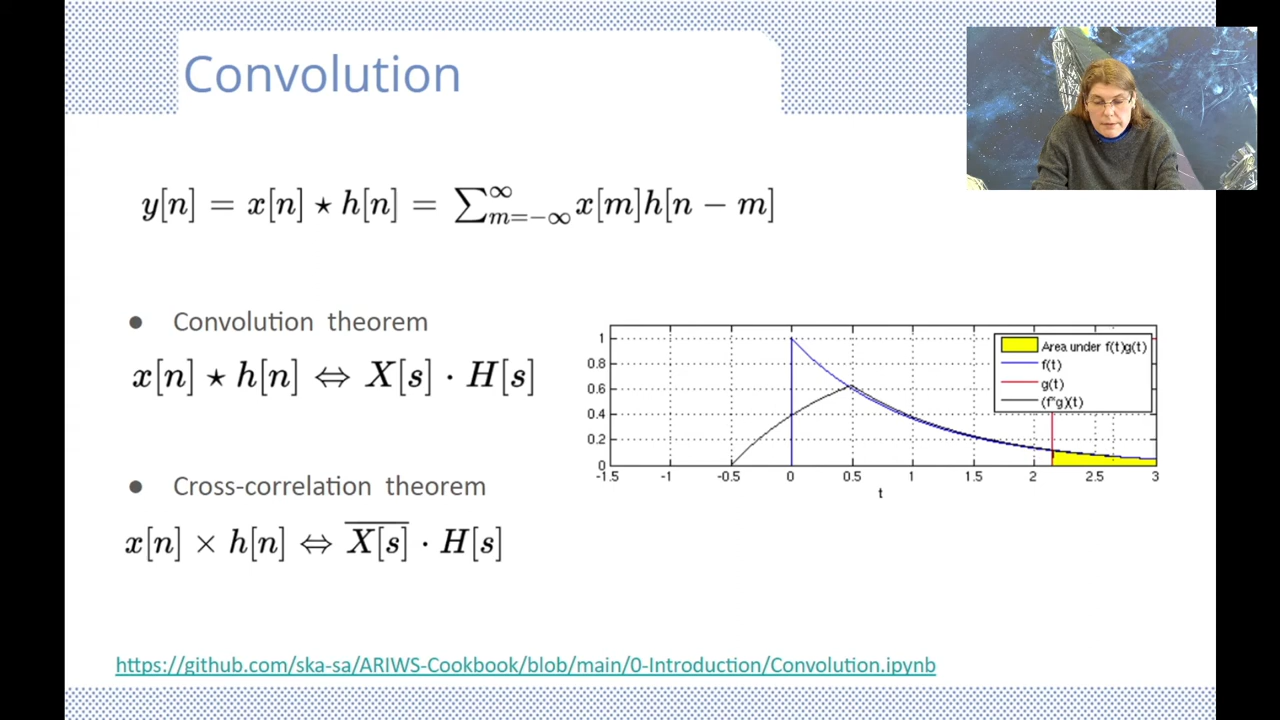 Convolution
y[n] = x[n] ⋆ h[n] = ∑_{m=−∞}^{∞} x[m]h[n − m]
● Convolution theorem
x[n] ⋆ h[n] ⇔ X[s] · H[s]
● Cross-correlation theorem
x[n] × h[n] ⇔ \overline{X[s]} · H[s]
1
0.8
0.6
0.4
0.2
0
-1.5 -1 -0.5 0 0.5 1 1.5 2 2.5 3
t
Area under f(t)g(t)
f(t)
g(t)
(f*g)(t)
https://github.com/ska-sa/ARIWS-Cookbook/blob/main/0-Introduction/Convolution.ipynb